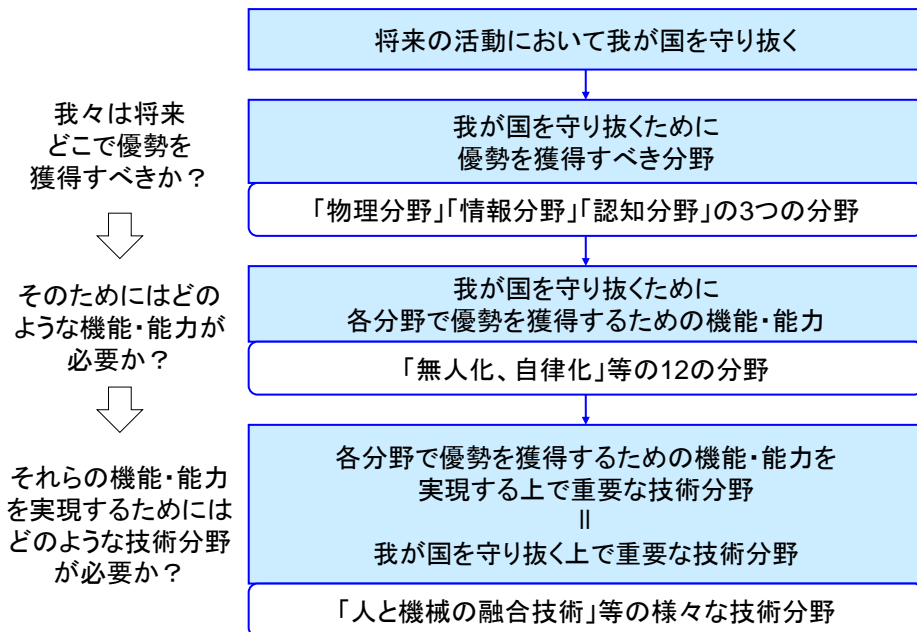 将来の活動において我が国を守り抜く
我々は将来
どこで優勢を
獲得すべきか？
我が国を守り抜くために
優勢を獲得すべき分野
「物理分野」「情報分野」「認知分野」の3つの分野
そのためにはどの
ような機能・能力が
必要か？
我が国を守り抜くために
各分野で優勢を獲得するための機能・能力
「無人化、自律化」等の12の分野
それらの機能・能力
を実現するためには
どのような技術分野
が必要か？
各分野で優勢を獲得するための機能・能力を
実現する上で重要な技術分野
＝
我が国を守り抜く上で重要な技術分野
「人と機械の融合技術」等の様々な技術分野